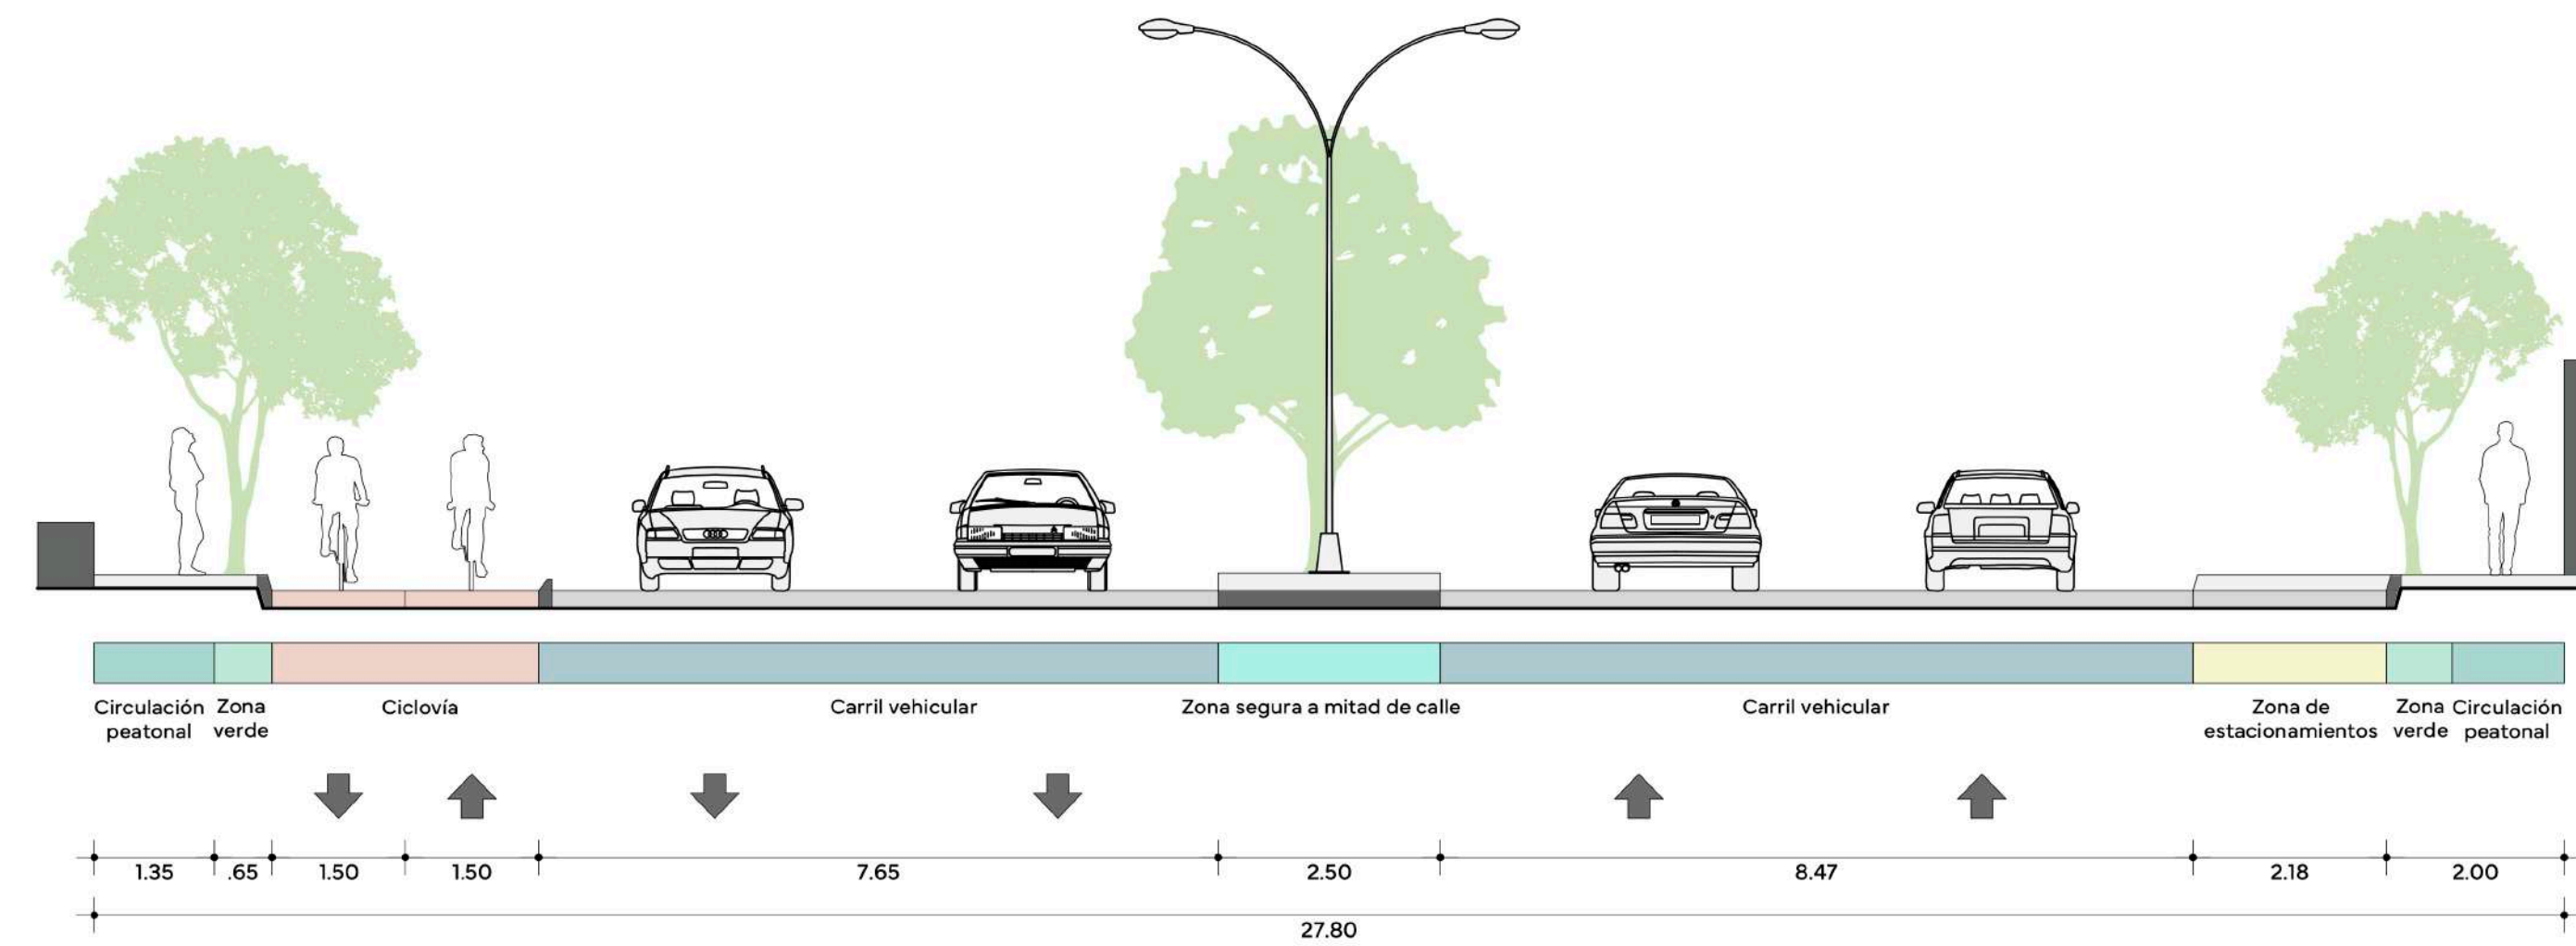 Circulación peatonal
Zona verde
Ciclovía
Carril vehicular
Zona segura a mitad de calle
Carril vehicular
Zona de estacionamientos
Zona verde
Circulación peatonal
1.35
.65
1.50
1.50
7.65
2.50
8.47
2.18
2.00
27.80